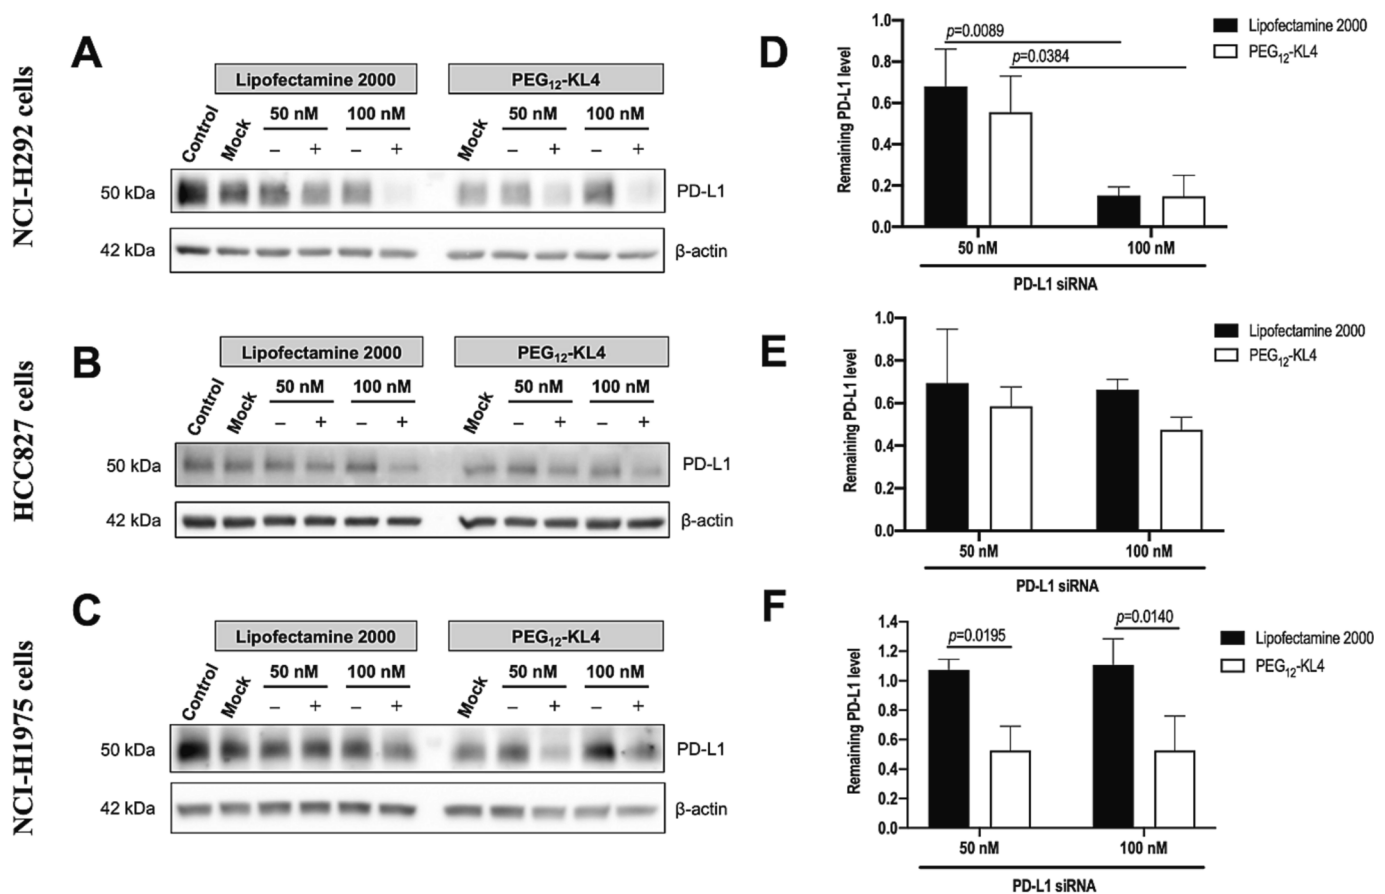 NCI-H292 cells
A
Lipofectamine 2000 PEG₁₂-KL4
50 nM 100 nM 50 nM 100 nM
Control Mock – + – + Mock – + – +
50 kDa PD-L1
42 kDa β-actin
D
Remaining PD-L1 level
1.0
0.8
0.6
0.4
0.2
0.0
p=0.0089
p=0.0384
Lipofectamine 2000
PEG₁₂-KL4
50 nM 100 nM
PD-L1 siRNA
HCC827 cells
B
Lipofectamine 2000 PEG₁₂-KL4
50 nM 100 nM 50 nM 100 nM
Control Mock – + – + Mock – + – +
50 kDa PD-L1
42 kDa β-actin
E
Remaining PD-L1 level
1.0
0.8
0.6
0.4
0.2
0.0
Lipofectamine 2000
PEG₁₂-KL4
50 nM 100 nM
PD-L1 siRNA
NCI-H1975 cells
C
Lipofectamine 2000 PEG₁₂-KL4
50 nM 100 nM 50 nM 100 nM
Control Mock – + – + Mock – + – +
50 kDa PD-L1
42 kDa β-actin
F
Remaining PD-L1 level
1.4
1.2
1.0
0.8
0.6
0.4
0.2
0.0
p=0.0195
p=0.0140
Lipofectamine 2000
PEG₁₂-KL4
50 nM 100 nM
PD-L1 siRNA